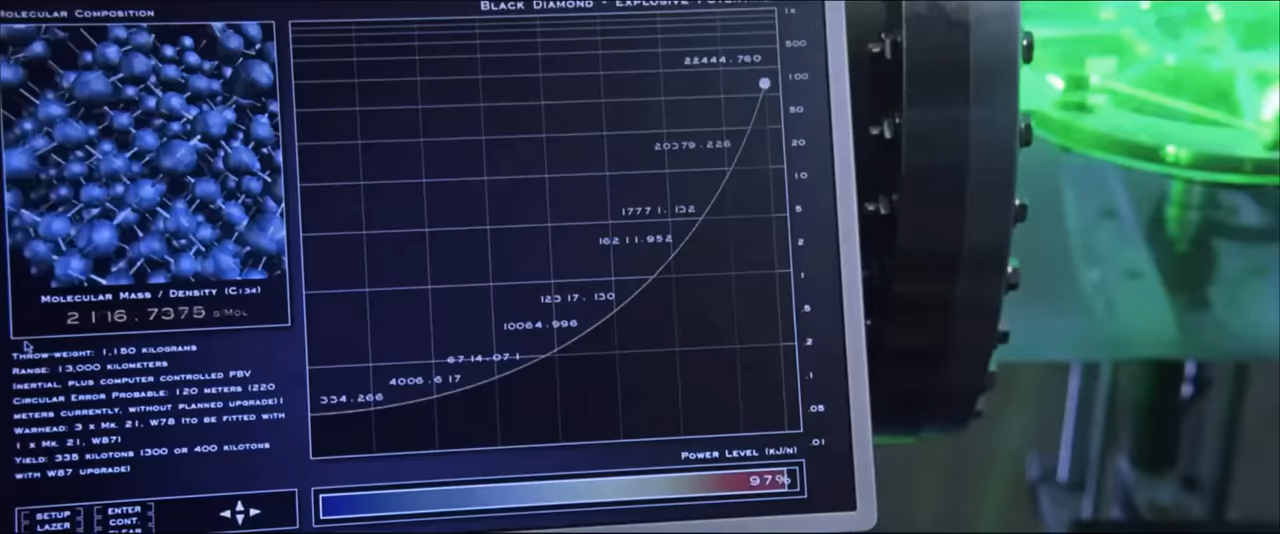 Molecular Composition
Molecular Mass / Density (C134)
2116.7375 g/Mol
Throw-weight: 1,150 kilograms
Range: 13,000 kilometers
Inertial, plus computer controlled PBV
Circular Error Probable: 120 meters (220
meters currently, without planned upgrade)
Warhead: 3 x Mk. 21, W78 (to be fitted with
1 x Mk. 21, W87)
Yield: 335 kilotons (300 or 400 kilotons
with W87 upgrade)
Setup
Lazer
Enter
Cont.
Clear
Black Diamond - Explosive
22444.760
20379.226
17771.132
16211.952
12317.130
10064.996
6714.071
4006.617
334.266
500
100
50
20
10
5
2
1
.5
.2
.1
.05
.01
Power Level (kJ/N)
97%